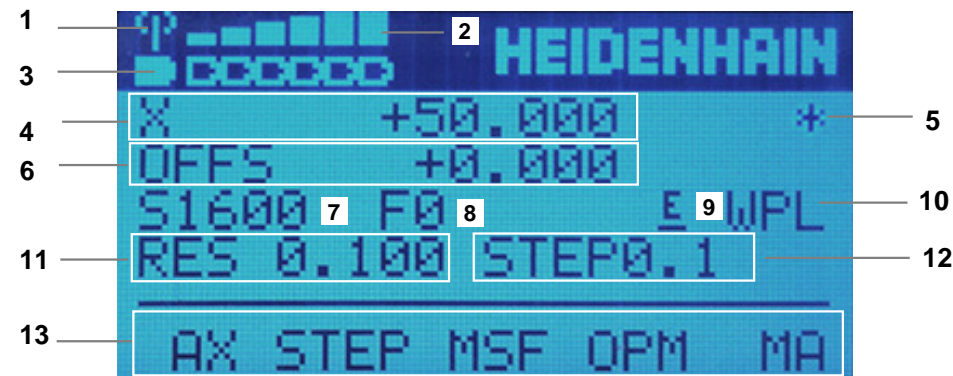 1 2 HEIDENHAIN
3
4 X +50.000 * 5
6 OFFS +0.000
S1600 7 F0 8 E 9 WPL 10
11 RES 0.100 STEP0.1 12
13 AX STEP MSF OPM MA